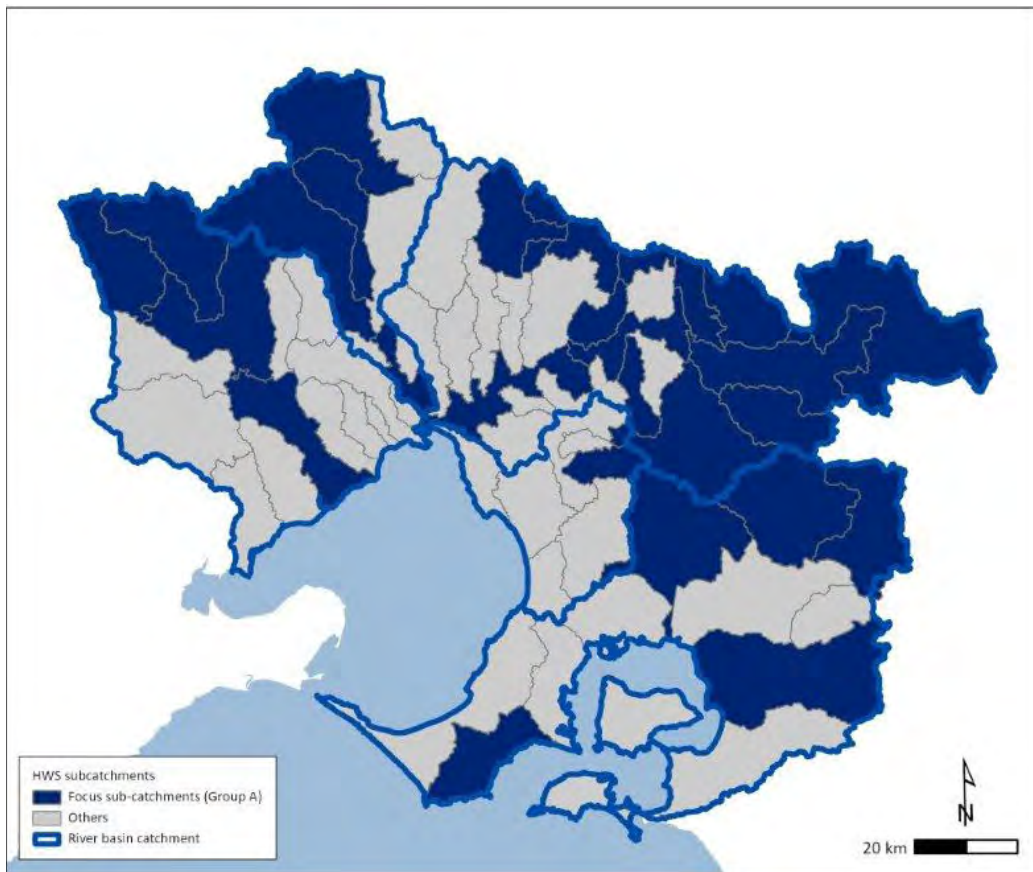 HWS subcatchments
Focus sub-catchments (Group A)
Others
River basin catchment
N
20 km